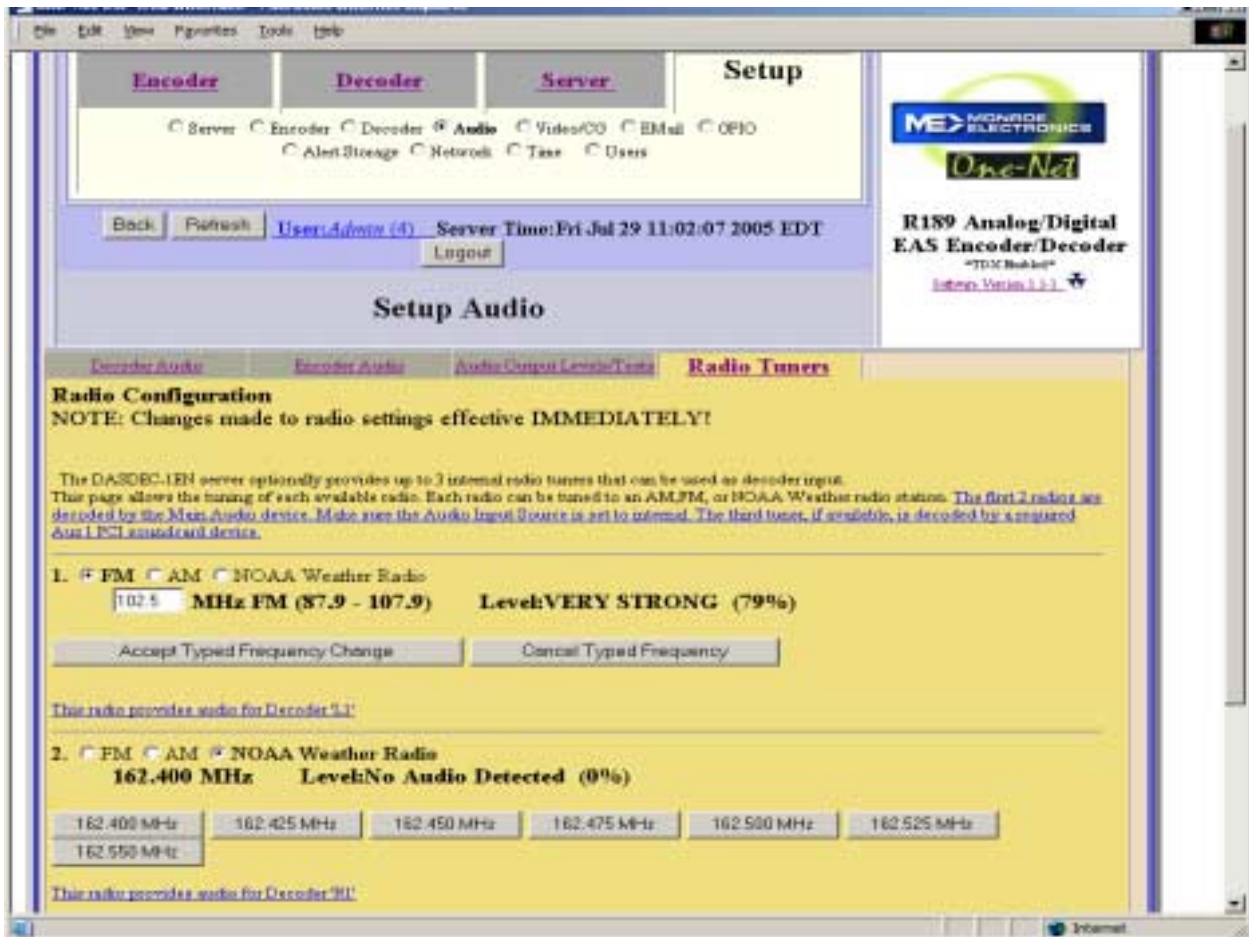 File Edit View Favorites Tools Help
Encoder Decoder Server Setup
Server Encoder Decoder Audio Video/CG EMail GPIO
Alert Storage Network Time Users
MONROE ELECTRONICS
One-Net
R189 Analog/Digital
EAS Encoder/Decoder
Software Version
Back Refresh User:Admin (4) Server Time:Fri Jul 29 11:02:07 2005 EDT
Logout
Setup Audio
Decoder Audio Encoder Audio Audio Output Levels/Tests Radio Tuners
Radio Configuration
NOTE: Changes made to radio settings effective IMMEDIATELY!
The DASDEC-1EN server optionally provides up to 3 internal radio tuners that can be used as decoder input.
This page allows the tuning of each available radio. Each radio can be tuned to an AM,FM, or NOAA Weather radio station. The first 2 radios are
decoded by the Main Audio device. Make sure the Audio Input Source is set to internal. The third tuner, if available, is decoded by a required
Aux1 PCI soundcard device.
1. FM AM NOAA Weather Radio
102.5 MHz FM (87.9 - 107.9) Level:VERY STRONG (79%)
Accept Typed Frequency Change Cancel Typed Frequency
This radio provides audio for Decoder 'L1'
2. FM AM NOAA Weather Radio
162.400 MHz Level:No Audio Detected (0%)
162.400 MHz 162.425 MHz 162.450 MHz 162.475 MHz 162.500 MHz 162.525 MHz
162.550 MHz
This radio provides audio for Decoder 'R1'
Internet